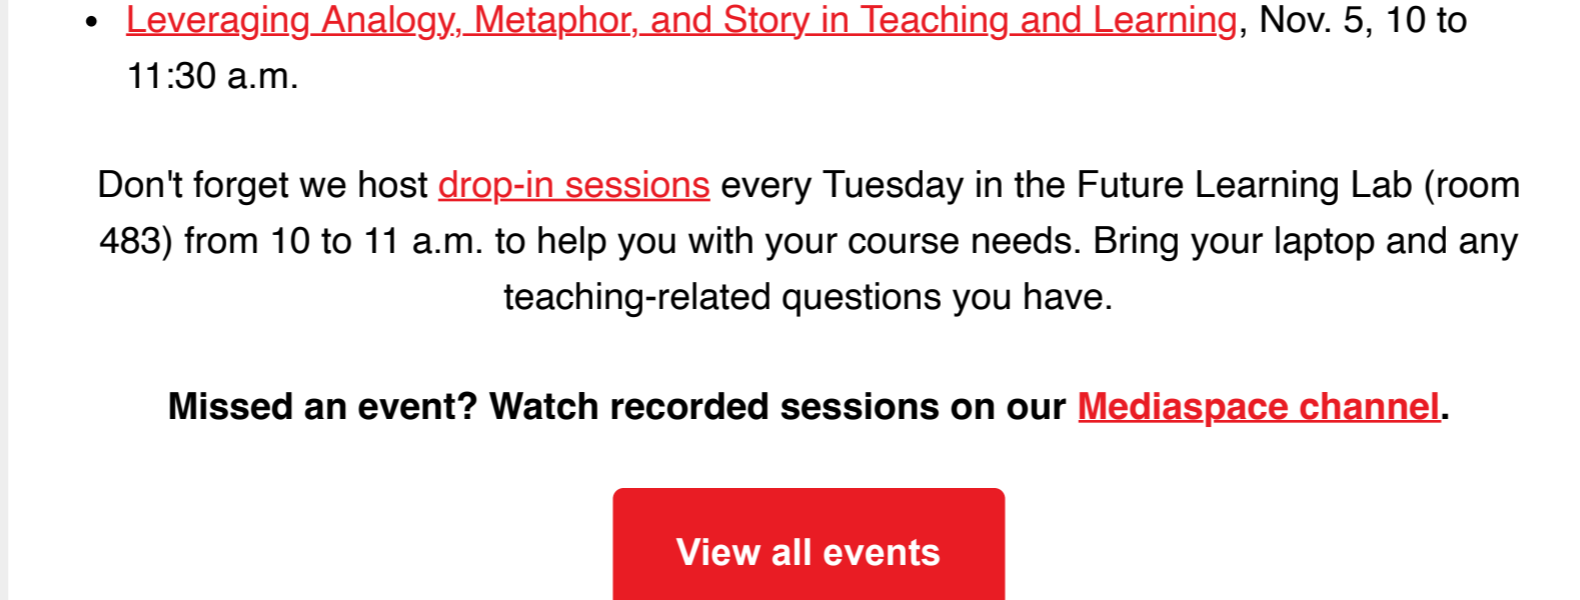 • Leveraging Analogy, Metaphor, and Story in Teaching and Learning, Nov. 5, 10 to
11:30 a.m.
Don't forget we host drop-in sessions every Tuesday in the Future Learning Lab (room
483) from 10 to 11 a.m. to help you with your course needs. Bring your laptop and any
teaching-related questions you have.
Missed an event? Watch recorded sessions on our Mediaspace channel.
View all events